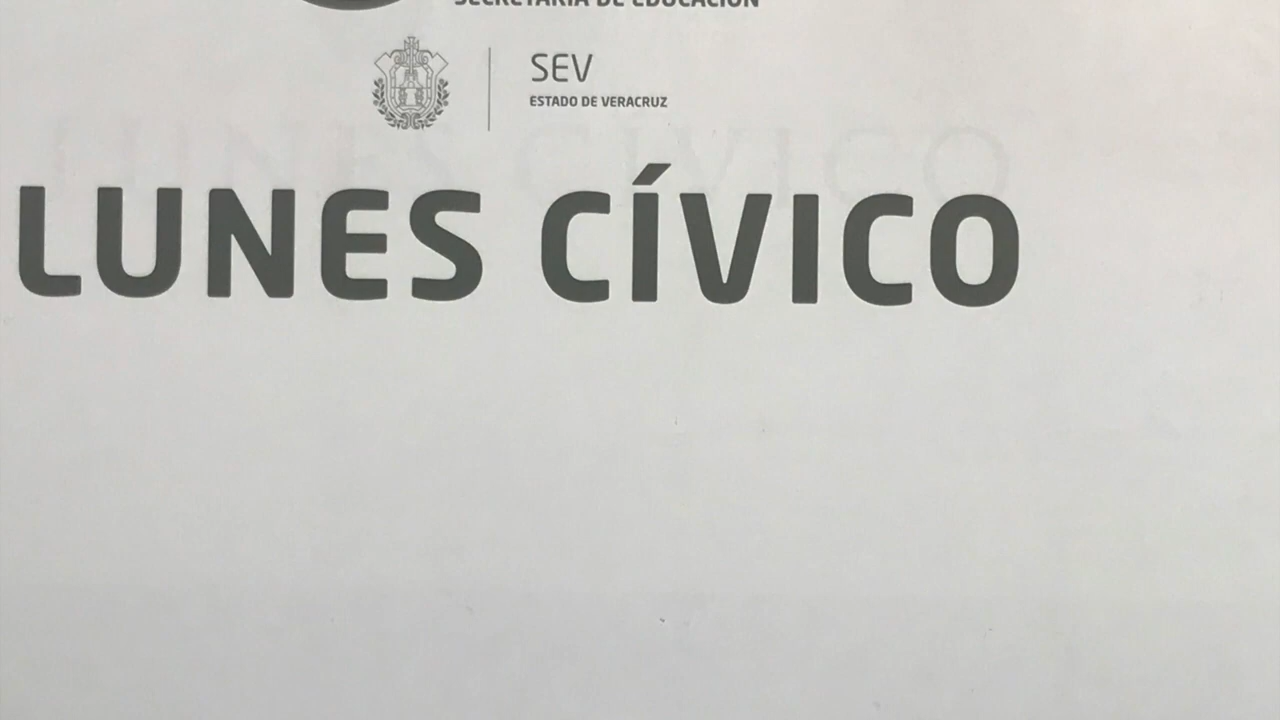 SECRETARÍA DE EDUCACIÓN
SEV
ESTADO DE VERACRUZ
LUNES CÍVICO